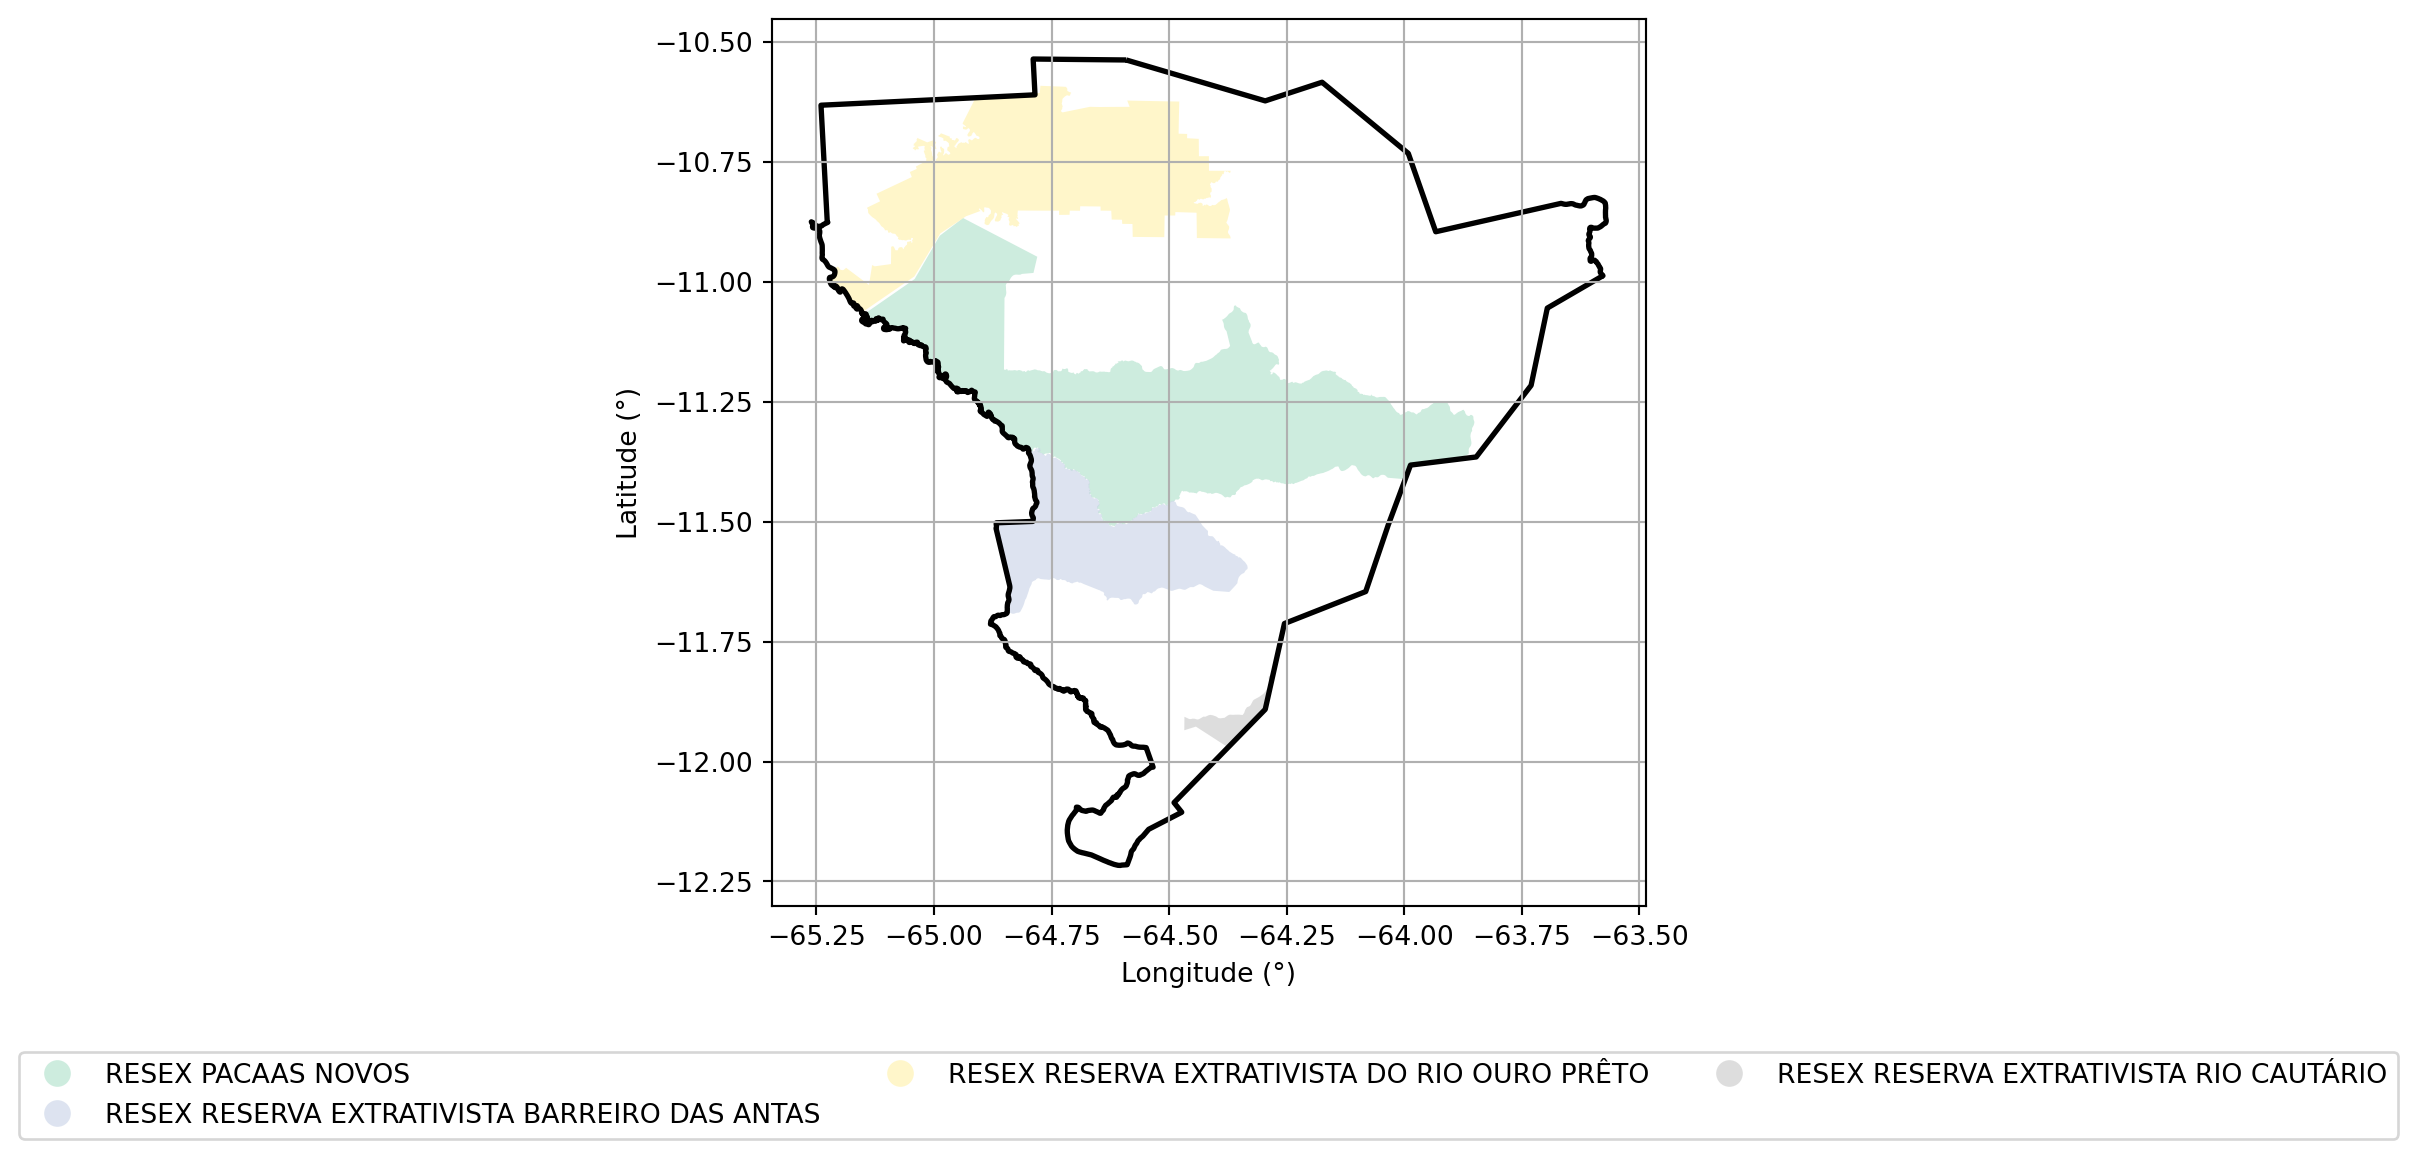 −10.50
−10.75
−11.00
−11.25
−11.50
−11.75
−12.00
−12.25
Latitude (°)
−65.25 −65.00 −64.75 −64.50 −64.25 −64.00 −63.75 −63.50
Longitude (°)
RESEX PACAAS NOVOS
RESEX RESERVA EXTRATIVISTA BARREIRO DAS ANTAS
RESEX RESERVA EXTRATIVISTA DO RIO OURO PRÊTO
RESEX RESERVA EXTRATIVISTA RIO CAUTÁRIO